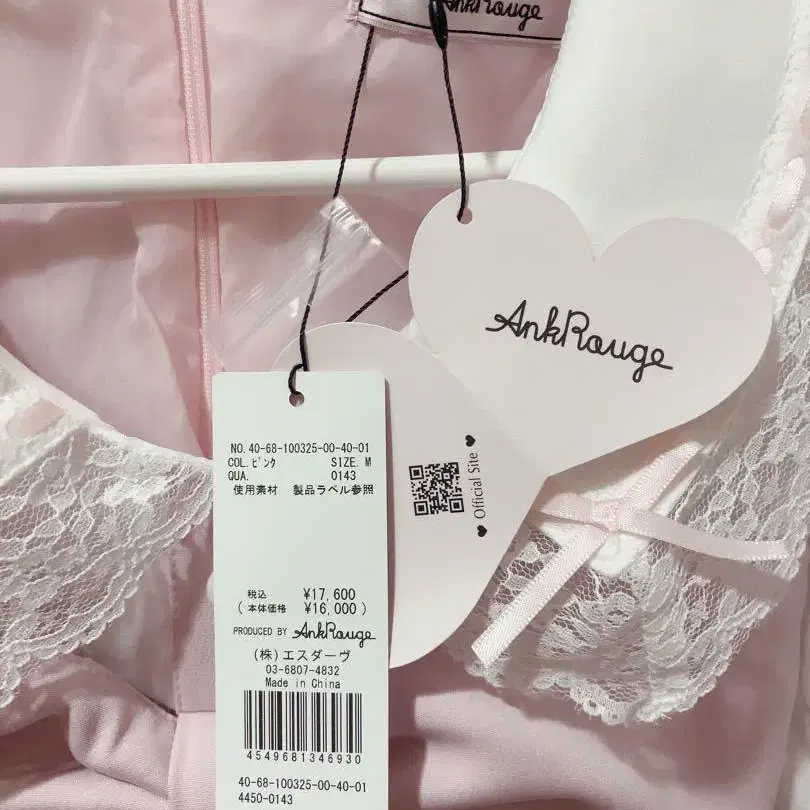 AnkRouge
AnkRouge
Official Site
NO. 40-68-100325-00-40-01
COL. ﾋﾟﾝｸ SIZE. M
QUA. 0143
使用素材 製品ラベル参照
税込 ¥17,600
( 本体価格 ¥16,000 )
PRODUCED BY AnkRouge
(株)エスダーヴ
03-6807-4832
Made in China
4549681346930
40-68-100325-00-40-01
4450-0143